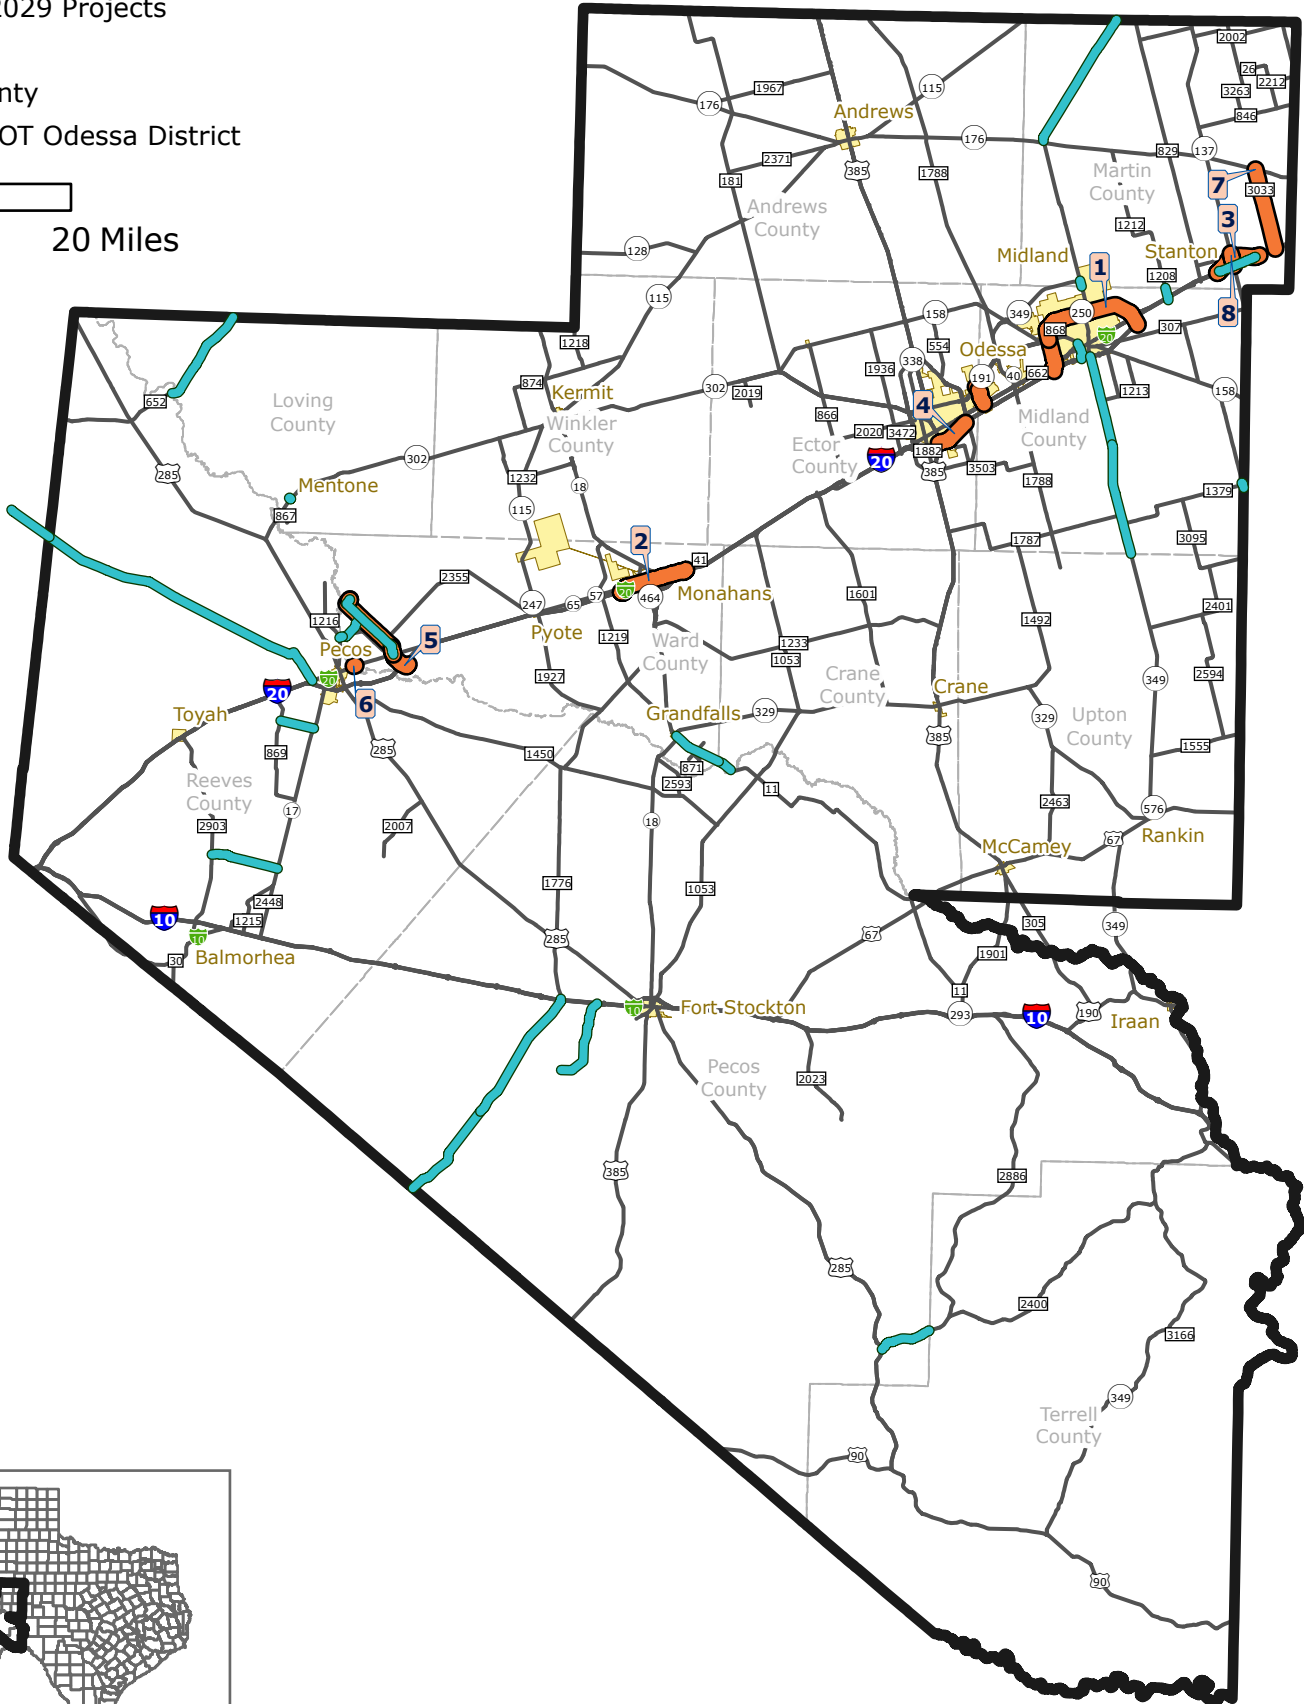 2029 Projects
nty
OT Odessa District
20 Miles
2002
26
2212
3263
846
1967
176
115
Andrews
176
829
137
2371
385
1788
181
Martin
County
7
3033
Andrews
County
3
1212
128
Midland
1
Stanton
1208
115
8
158
349
250
868
20
307
1218
554
Odessa
338
1936
191
40
662
874
302
2019
1213
158
652
Kermit
Loving
County
4
866
Midland
County
Winkler
County
2020
3472
Ector
County
1882
20
385
3503
302
285
1232
1788
Mentone
18
1379
867
115
2
1787
3095
41
2355
20
464
Monahans
247
65
57
1601
2401
1216
Pyote
1219
1492
5
Pecos
Ward
County
1233
1053
20
20
1927
Crane
County
349
2594
6
Crane
Toyah
Grandfalls
329
329
Upton
County
869
285
1450
385
1555
871
2593
11
Reeves
County
17
2463
576
18
2903
2007
Rankin
McCamey
67
1776
1053
2448
10
1215
305
349
67
285
10
30
Balmorhea
1901
11
10
Fort Stockton
293
10
190
Iraan
Pecos
County
2023
385
2886
285
2400
3166
349
Terrell
County
90
90